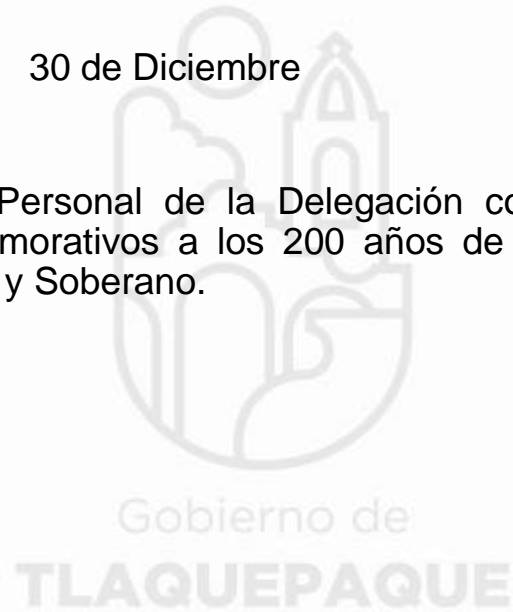 30 de Diciembre
Personal de la Delegación co
morativos a los 200 años de
y Soberano.
Gobierno de
TLAQUEPAQUE